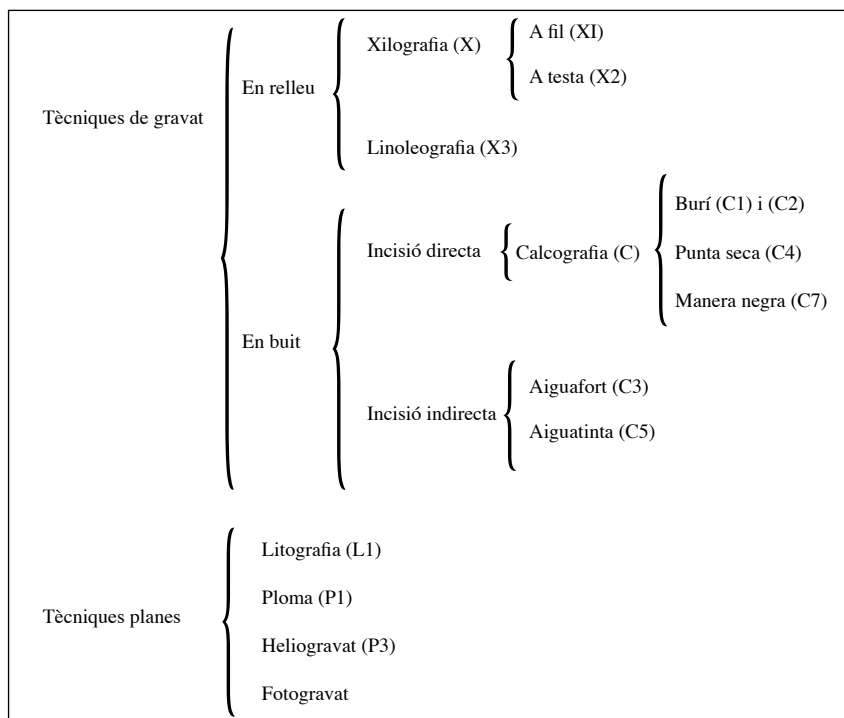 Tècniques de gravat
En relleu
Xilografia (X)
A fil (XI)
A testa (X2)
Linoleografia (X3)
En buit
Incisió directa
Calcografia (C)
Burí (C1) i (C2)
Punta seca (C4)
Manera negra (C7)
Incisió indirecta
Aiguafort (C3)
Aiguatinta (C5)
Tècniques planes
Litografia (L1)
Ploma (P1)
Heliogravat (P3)
Fotogravat